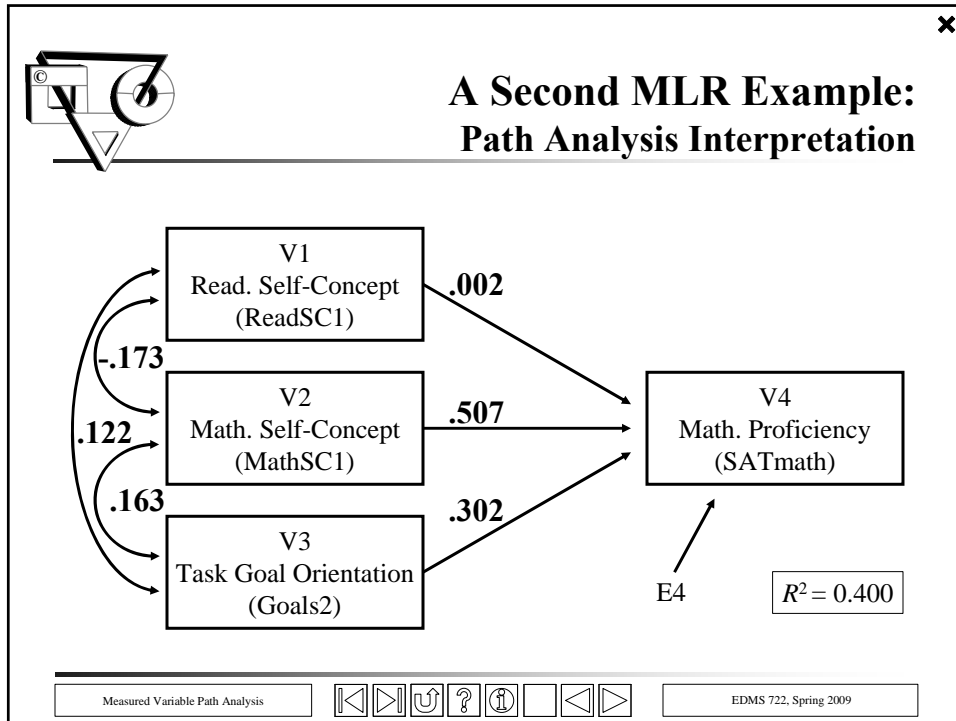 ©
A Second MLR Example:
Path Analysis Interpretation
V1
Read. Self-Concept
(ReadSC1)
.002
-.173
V2
Math. Self-Concept
(MathSC1)
.507
.122
V4
Math. Proficiency
(SATmath)
.163
.302
V3
Task Goal Orientation
(Goals2)
E4
R² = 0.400
Measured Variable Path Analysis
?
i
EDMS 722, Spring 2009